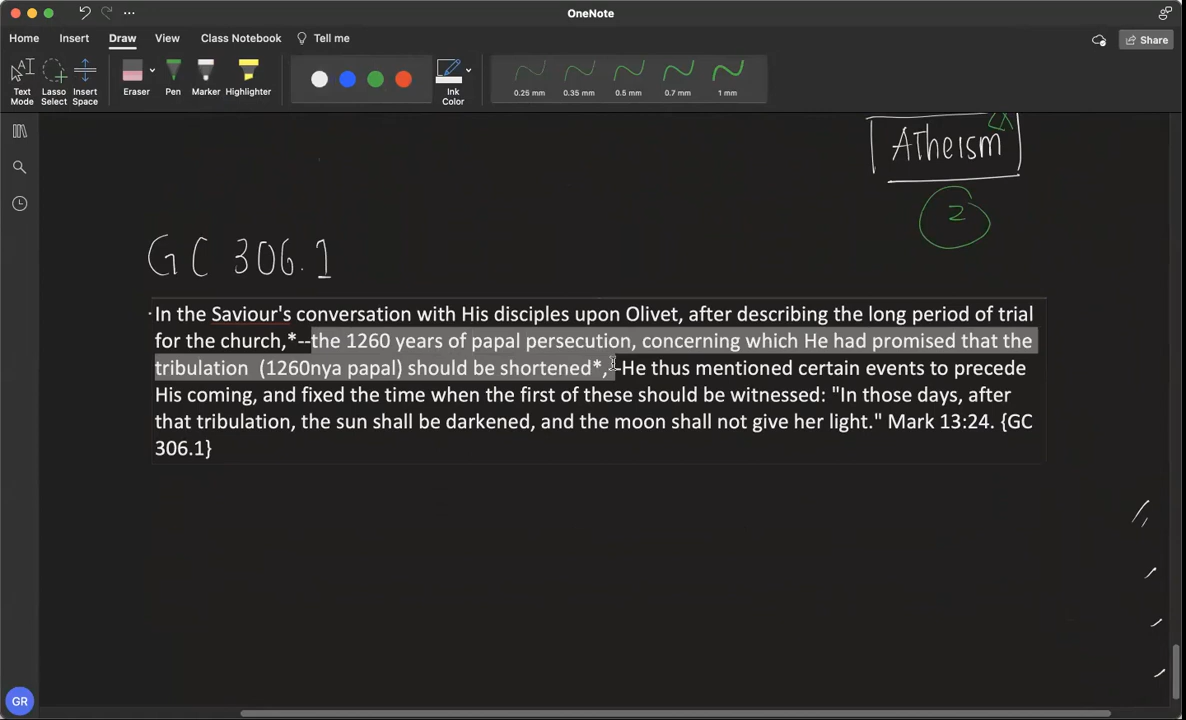 OneNote
Home Insert Draw View Class Notebook Tell me
Share
Text Mode
Lasso Select
Insert Space
Eraser
Pen
Marker
Highlighter
Ink Color
0.25 mm
0.35 mm
0.5 mm
0.7 mm
1 mm
Atheism
2
GC 306.1
In the Saviour's conversation with His disciples upon Olivet, after describing the long period of trial
for the church,*--the 1260 years of papal persecution, concerning which He had promised that the
tribulation (1260nya papal) should be shortened*,--He thus mentioned certain events to precede
His coming, and fixed the time when the first of these should be witnessed: "In those days, after
that tribulation, the sun shall be darkened, and the moon shall not give her light." Mark 13:24. {GC
306.1}
GR